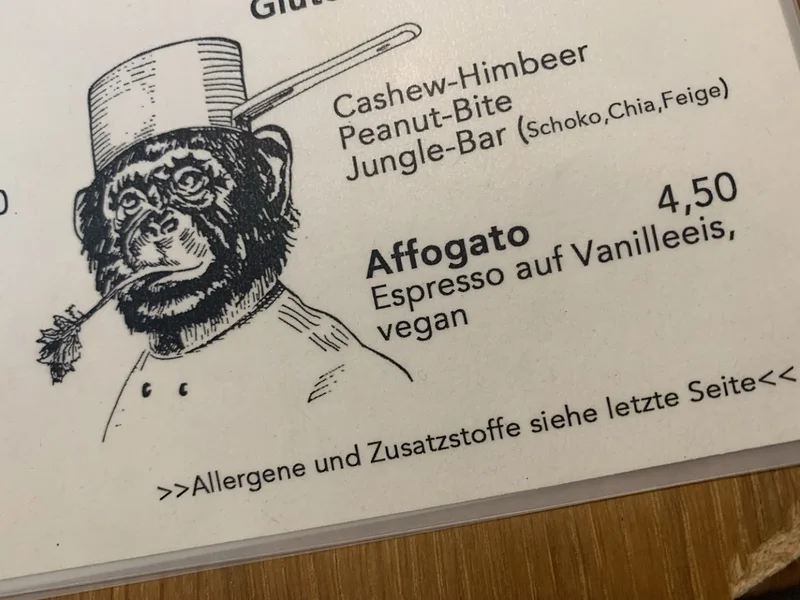 Cashew-Himbeer
Peanut-Bite
Jungle-Bar (Schoko,Chia,Feige)
Affogato 4,50
Espresso auf Vanilleeis,
vegan
>>Allergene und Zusatzstoffe siehe letzte Seite<<